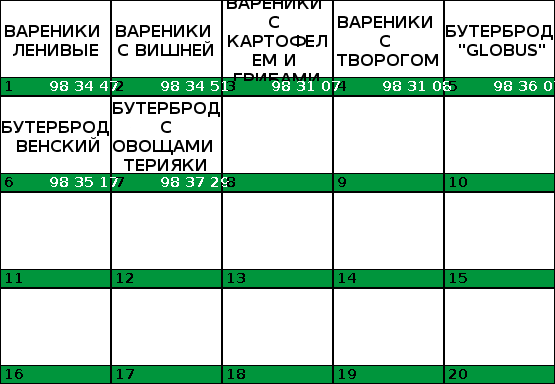 ВАРЕНИКИ ЛЕНИВЫЕ
1 98 34 47
ВАРЕНИКИ С ВИШНЕЙ
2 98 34 51
ВАРЕНИКИ С КАРТОФЕЛЕМ И ГРИБАМИ
3 98 31 07
ВАРЕНИКИ С ТВОРОГОМ
4 98 31 08
БУТЕРБРОД "GLOBUS"
5 98 36 0
БУТЕРБРОД ВЕНСКИЙ
6 98 35 17
БУТЕРБРОД С ОВОЩАМИ ТЕРИЯКИ
7 98 37 29
8
9
10
11
12
13
14
15
16
17
18
19
20